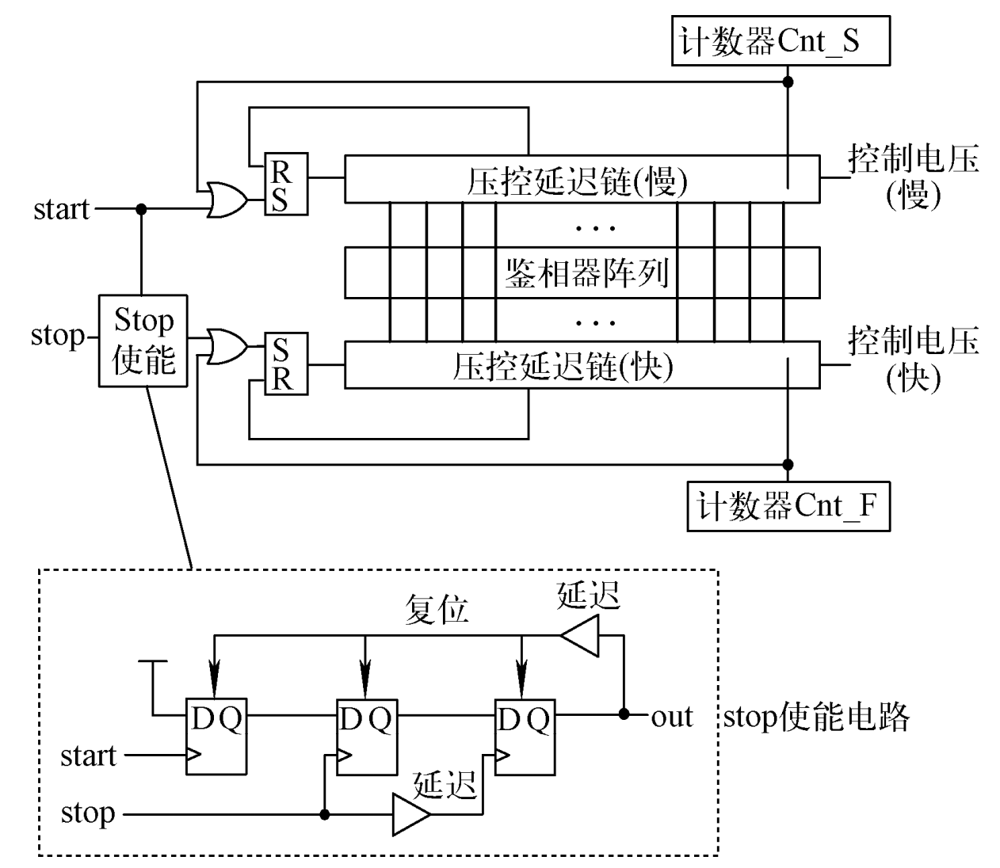 计数器Cnt_S
R
S
压控延迟链(慢)
控制电压
(慢)
start
· · ·
鉴相器阵列
stop
Stop
使能
· · ·
S
R
压控延迟链(快)
控制电压
(快)
计数器Cnt_F
复位
延迟
D Q
D Q
D Q
out
stop使能电路
start
延迟
stop